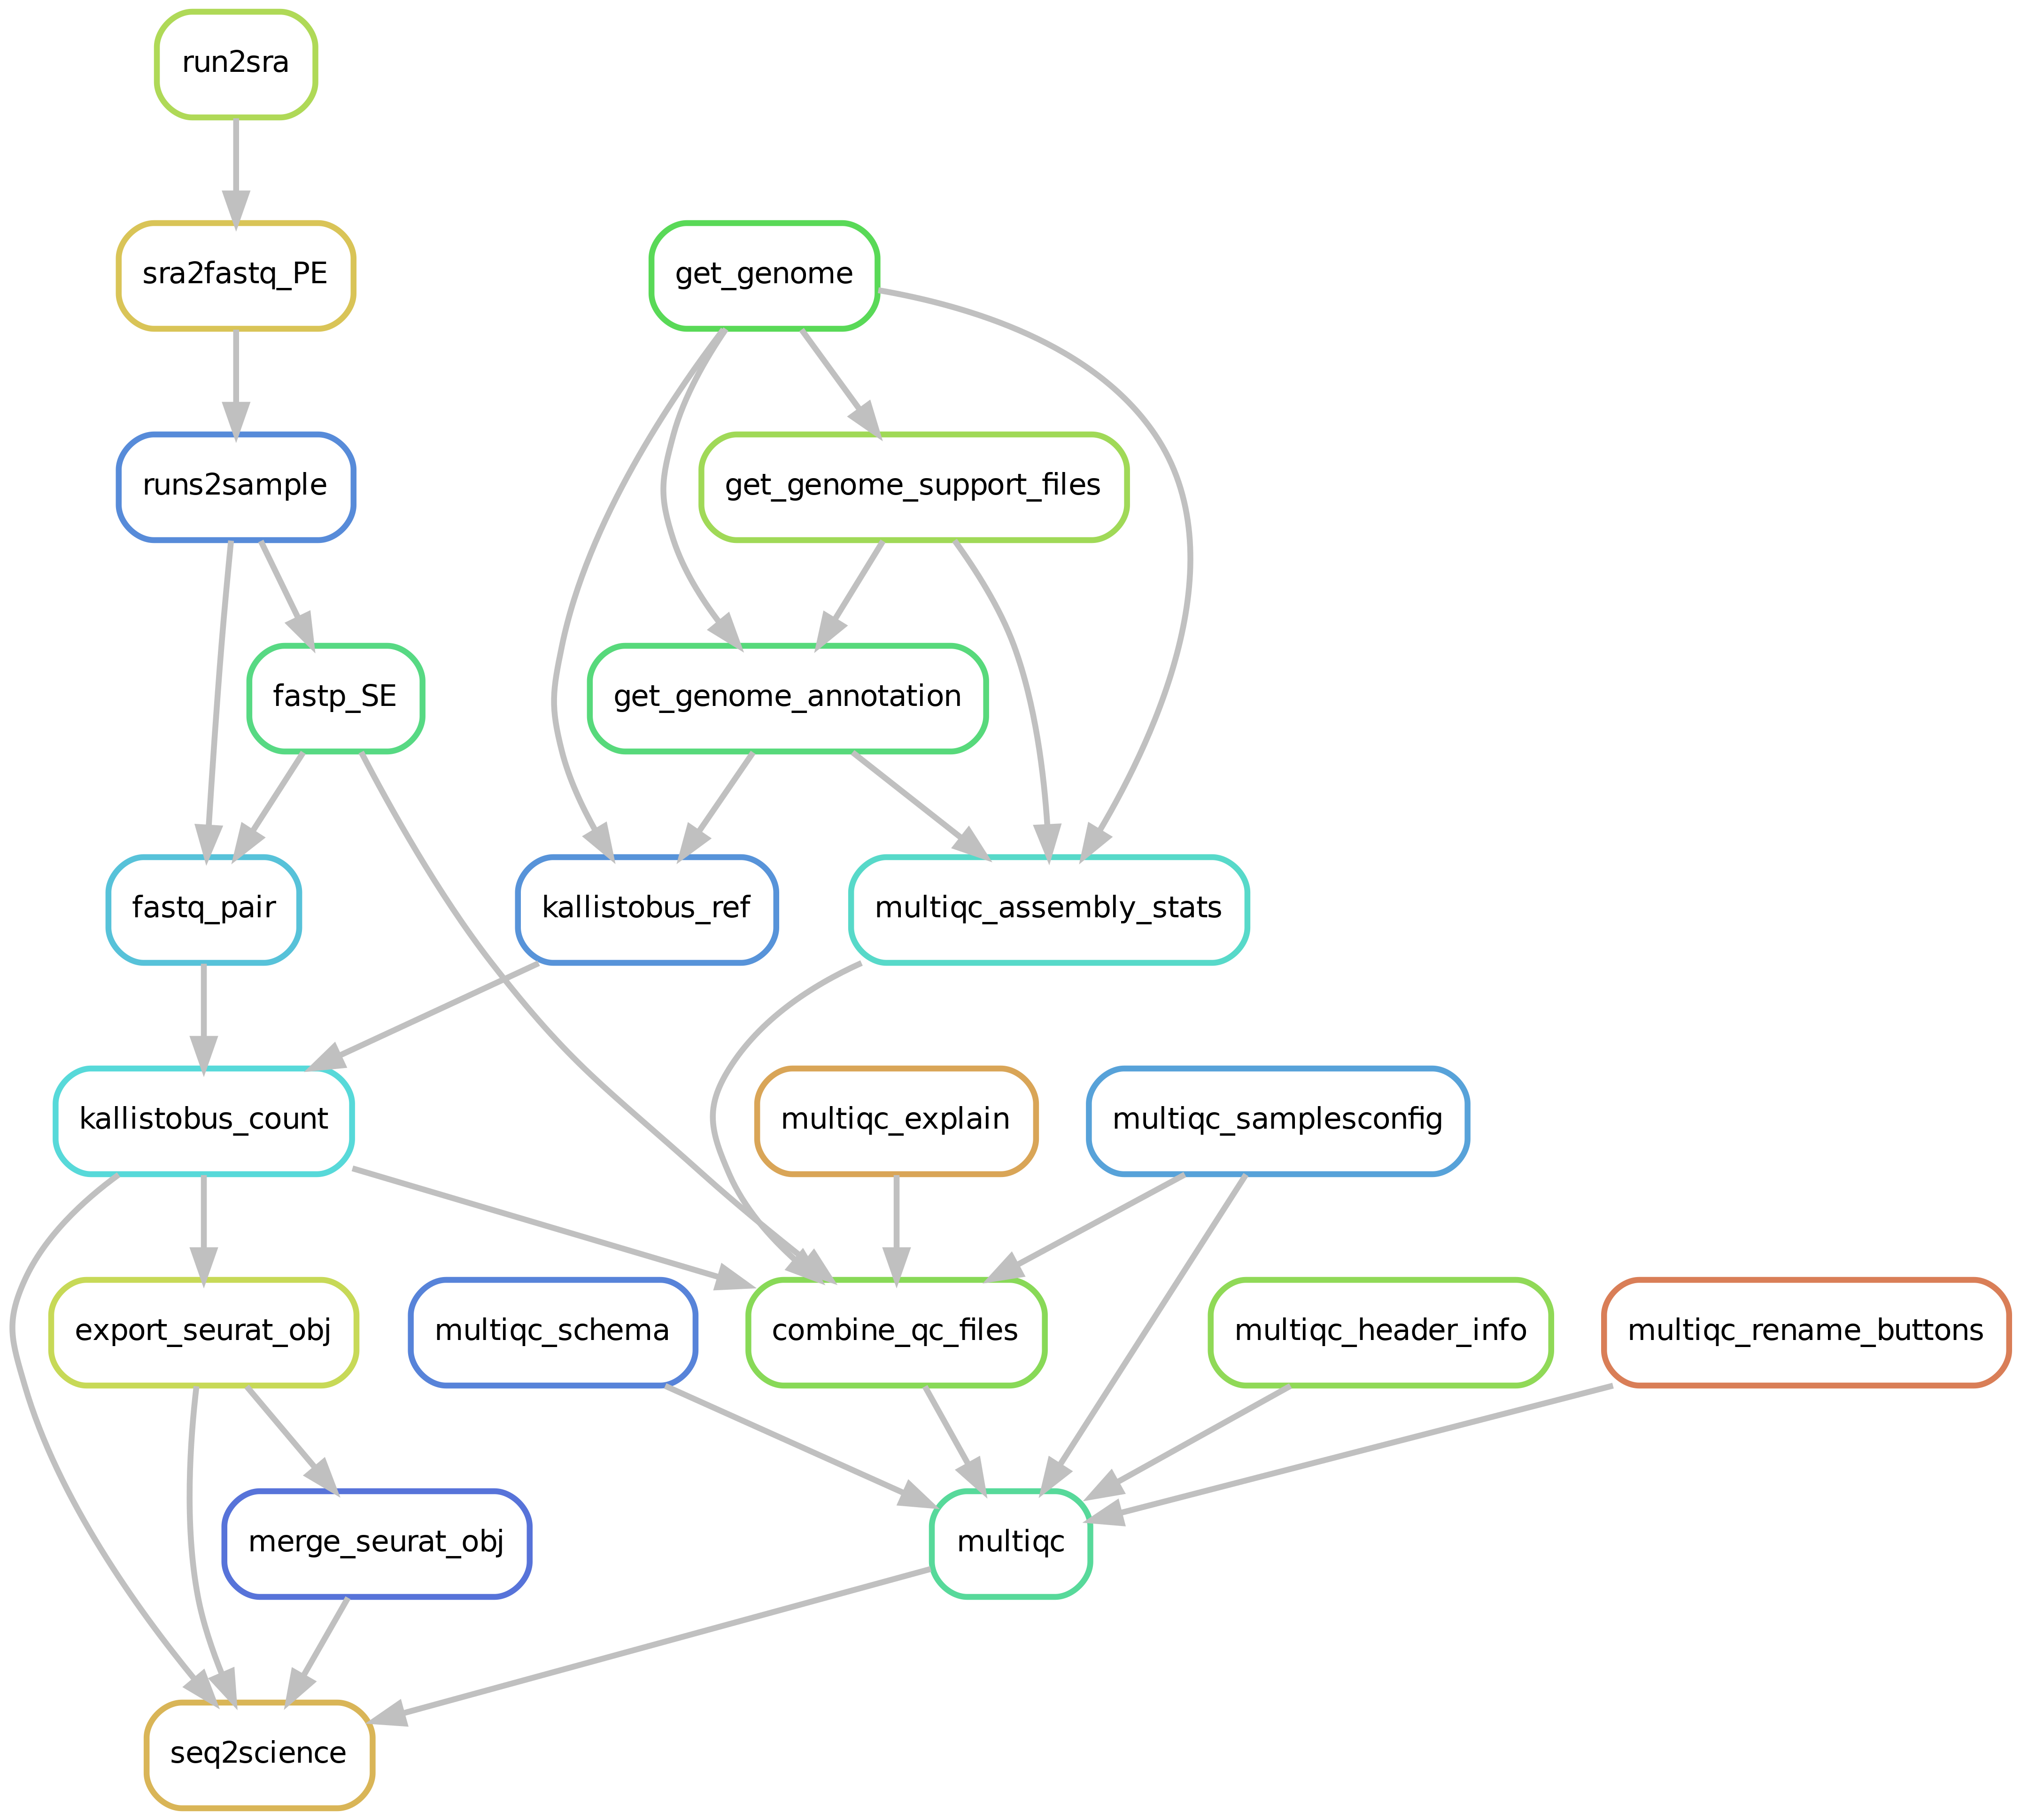 run2sra
sra2fastq_PE
get_genome
runs2sample
get_genome_support_files
fastp_SE
get_genome_annotation
fastq_pair
kallistobus_ref
multiqc_assembly_stats
kallistobus_count
multiqc_explain
multiqc_samplesconfig
export_seurat_obj
multiqc_schema
combine_qc_files
multiqc_header_info
multiqc_rename_buttons
merge_seurat_obj
multiqc
seq2science